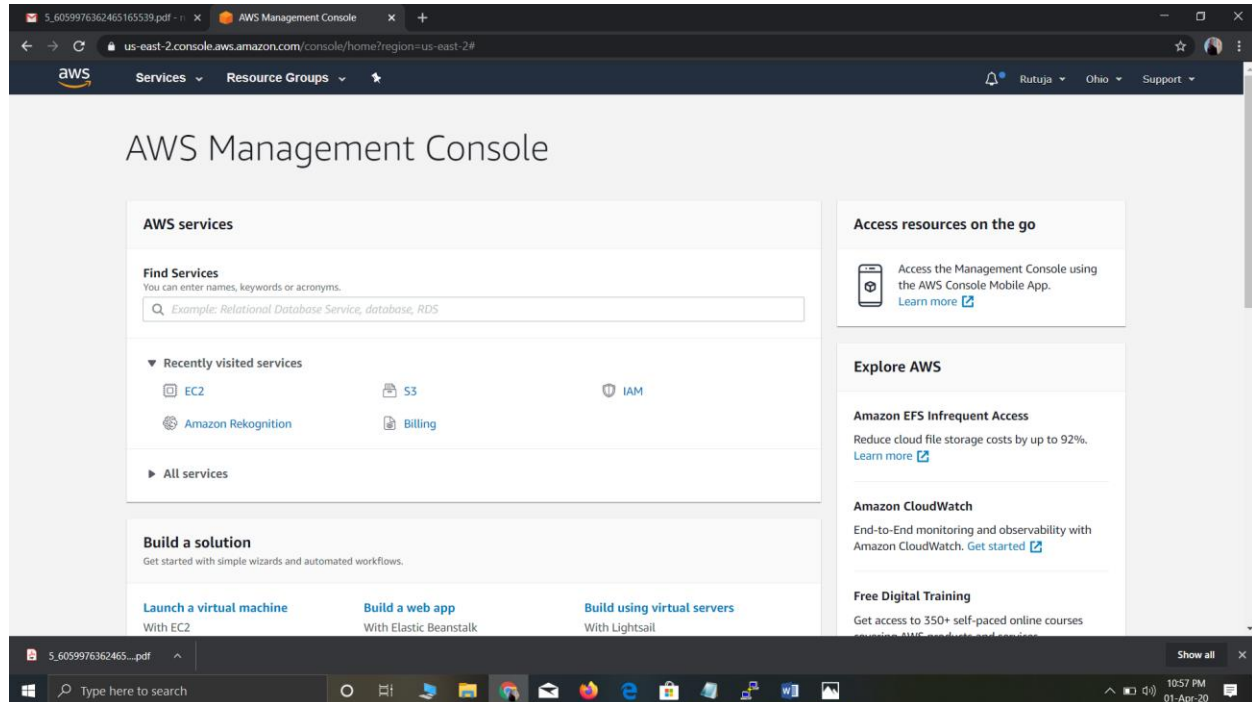 5_6059976362465165539.pdf - n
AWS Management Console
us-east-2.console.aws.amazon.com/console/home?region=us-east-2#
aws
Services
Resource Groups
Rutuja
Ohio
Support
AWS Management Console
AWS services
Find Services
You can enter names, keywords or acronyms.
Example: Relational Database Service, database, RDS
Recently visited services
EC2
S3
IAM
Amazon Rekognition
Billing
All services
Build a solution
Get started with simple wizards and automated workflows.
Launch a virtual machine
With EC2
Build a web app
With Elastic Beanstalk
Build using virtual servers
With Lightsail
Access resources on the go
Access the Management Console using
the AWS Console Mobile App.
Learn more
Explore AWS
Amazon EFS Infrequent Access
Reduce cloud file storage costs by up to 92%.
Learn more
Amazon CloudWatch
End-to-End monitoring and observability with
Amazon CloudWatch. Get started
Free Digital Training
Get access to 350+ self-paced online courses
covering AWS products and services
5_6059976362465....pdf
Show all
Type here to search
10:57 PM
01-Apr-20